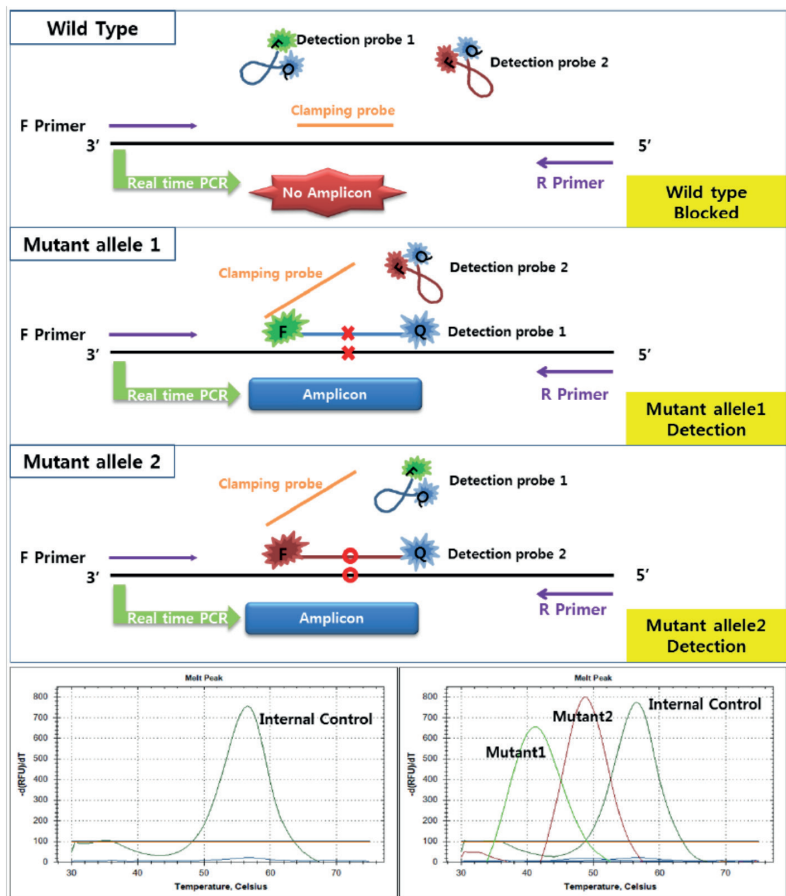 Wild Type
F
Q
Detection probe 1
F
Q
Detection probe 2
Clamping probe
F Primer
3′
5′
Real time PCR
No Amplicon
R Primer
Wild type
Blocked
Mutant allele 1
Clamping probe
F
Q
Detection probe 2
F
Q
Detection probe 1
F Primer
3′
5′
Real time PCR
Amplicon
R Primer
Mutant allele1
Detection
Mutant allele 2
Clamping probe
F
Q
Detection probe 1
F
Q
Detection probe 2
F Primer
3′
5′
Real time PCR
Amplicon
R Primer
Mutant allele2
Detection
Melt Peak
800
700
600
500
400
300
200
100
0
-d(RFU)/dT
Internal Control
30 40 50 60 70
Temperature, Celsius
Melt Peak
800
700
600
500
400
300
200
100
0
-d(RFU)/dT
Mutant1
Mutant2
Internal Control
30 40 50 60 70
Temperature, Celsius